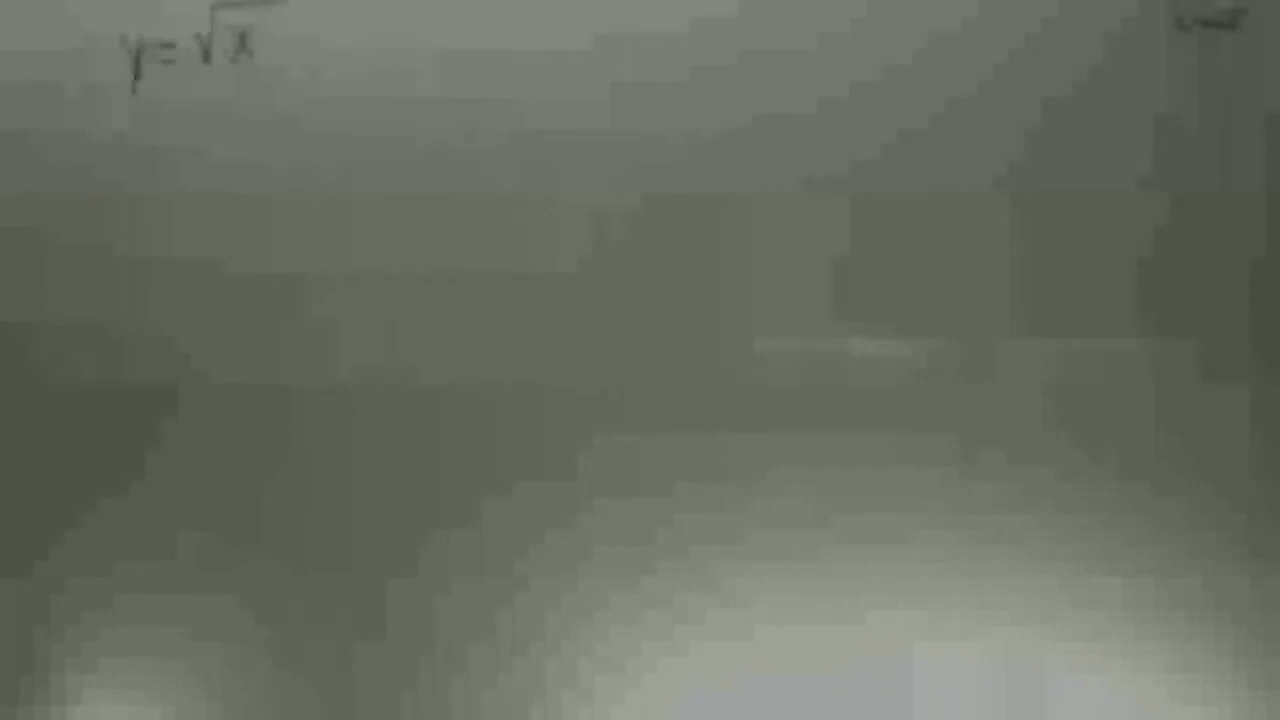 y = √x